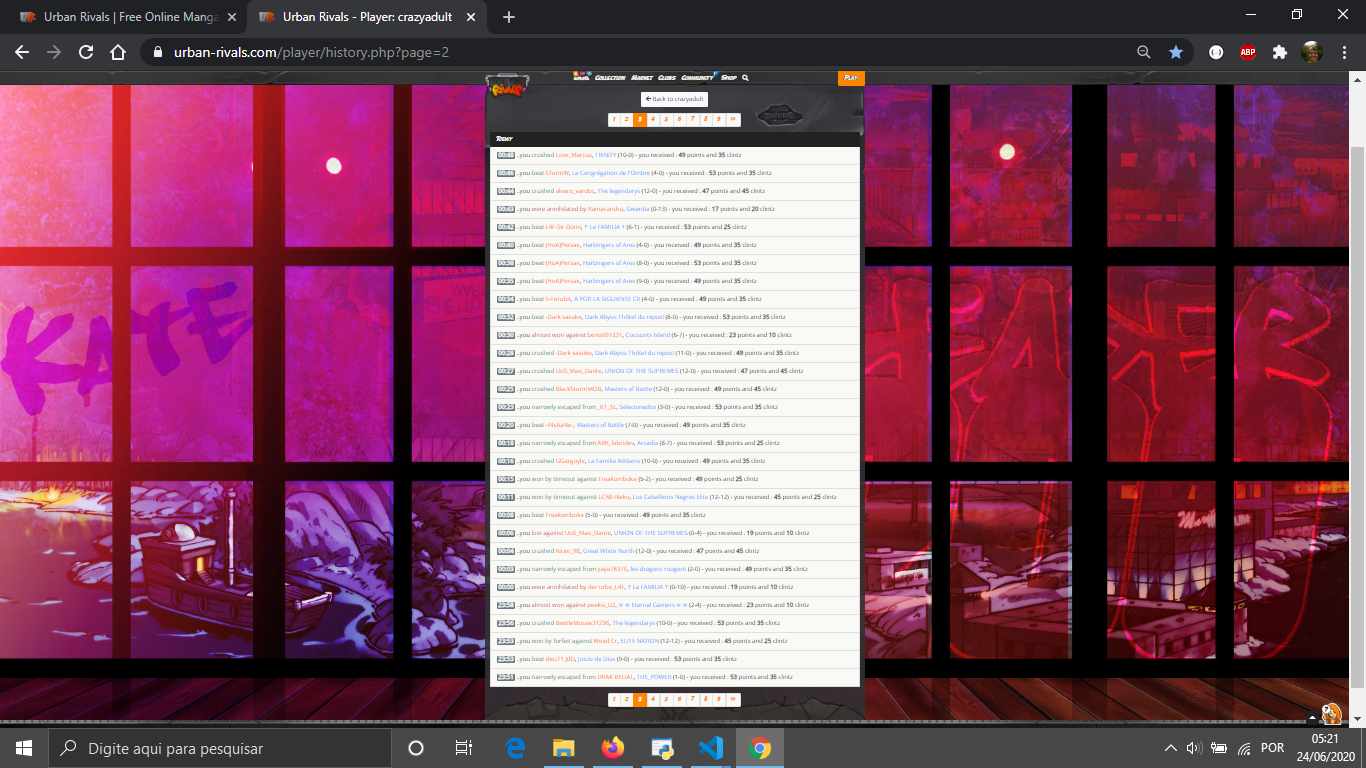 Urban Rivals | Free Online Manga
Urban Rivals - Player: crazyadult
urban-rivals.com/player/history.php?page=2
ABP
Collection Market Clubs Community Shop
Play
Back to crazyadult
1 2 3 4 5 6 7 8 9 »
Today
00:48 ...you crushed Love_Marcus, TRINITY (10-0) - you received : 49 points and 35 clintz
00:46 ...you beat STormW, La Congrégation de l'Ombre (4-0) - you received : 53 points and 35 clintz
00:44 ...you crushed alvaro_vardoc, The legendarys (12-0) - you received : 47 points and 45 clintz
00:43 ...you were annihilated by Ramacandra, (0-13) - you received : 17 points and 20 clintz
00:42 ...you beat L4F-Sir Domi, † La FAMILIA † (6-1) - you received : 53 points and 25 clintz
00:40 ...you beat (HoA)Persax, Harbingers of Ares (4-0) - you received : 49 points and 35 clintz
00:38 ...you beat (HoA)Persax, Harbingers of Ares (8-0) - you received : 53 points and 35 clintz
00:35 ...you beat (HoA)Persax, Harbingers of Ares (9-0) - you received : 49 points and 35 clintz
00:34 ...you beat S-Ferubit, A POR LA SIGUIENTE CR (4-0) - you received : 49 points and 35 clintz
00:32 ...you beat -Dark sasuke, Dark Abyss: l'hôtel du repos! (8-0) - you received : 53 points and 35 clintz
00:30 ...you almost won against benoit97231, Cocounts Island (6-7) - you received : 23 points and 10 clintz
00:28 ...you crushed -Dark sasuke, Dark Abyss: l'hôtel du repos! (11-0) - you received : 49 points and 35 clintz
00:27 ...you crushed UoS_Mao_Dante, UNION OF THE SUPREMES (12-0) - you received : 47 points and 45 clintz
00:25 ...you crushed BlackStormMOB, Masters of Battle (12-0) - you received : 49 points and 45 clintz
00:23 ...you narrowly escaped from _X1_SL, Selecionados (3-0) - you received : 53 points and 35 clintz
00:20 ...you beat -INsAaNe-, Masters of Battle (7-0) - you received : 49 points and 35 clintz
00:18 ...you narrowly escaped from ARK_fabridev, Arcadia (8-7) - you received : 53 points and 25 clintz
00:16 ...you crushed GGargoyle, La Familia Addams (10-0) - you received : 49 points and 35 clintz
00:15 ...you won by timeout against Freakomboka (5-2) - you received : 49 points and 25 clintz
00:11 ...you won by timeout against LCNE-Neko, Los Caballeros Negros Elite (12-12) - you received : 45 points and 25 clintz
00:08 ...you beat Freakomboka (5-0) - you received : 49 points and 35 clintz
00:06 ...you lost against UoS_Mao_Dante, UNION OF THE SUPREMES (0-4) - you received : 19 points and 10 clintz
00:04 ...you crushed Kiran_98, Great White North (12-0) - you received : 47 points and 45 clintz
00:03 ...you narrowly escaped from yaya78370, les dragons rougant (2-0) - you received : 49 points and 35 clintz
00:00 ...you were annihilated by der urbe_L4F, † La FAMILIA † (0-10) - you received : 19 points and 10 clintz
23:58 ...you almost won against pexksi_LD, ☆ ☆ Eternal Gamers ☆ ☆ (2-4) - you received : 23 points and 10 clintz
23:56 ...you crushed BeetleMouse31296, The legendarys (10-0) - you received : 53 points and 35 clintz
23:53 ...you won by forfeit against Weed.Cr, ELITE NATION (12-12) - you received : 45 points and 25 clintz
23:53 ...you beat deci71 JdD, Juicio de Dios (9-0) - you received : 53 points and 35 clintz
23:51 ...you narrowly escaped from DRAK BELIAL, THE_POWER (1-0) - you received : 53 points and 35 clintz
1 2 3 4 5 6 7 8 9 »
KATE
Digite aqui para pesquisar
POR
05:21
24/06/2020